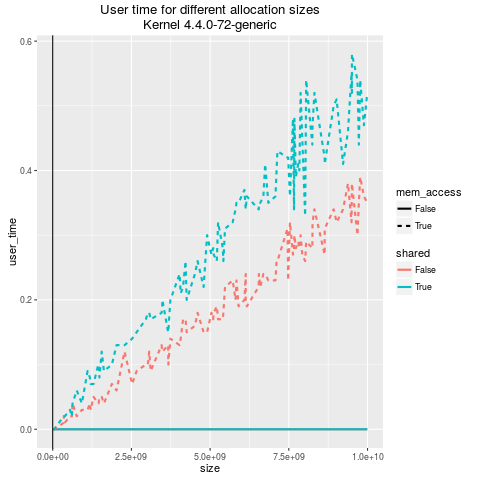 User time for different allocation sizes
Kernel 4.4.0-72-generic
0.6
0.4
0.2
0.0
user_time
0.0e+00 2.5e+09 5.0e+09 7.5e+09 1.0e+10
size
mem_access
False
True
shared
False
True